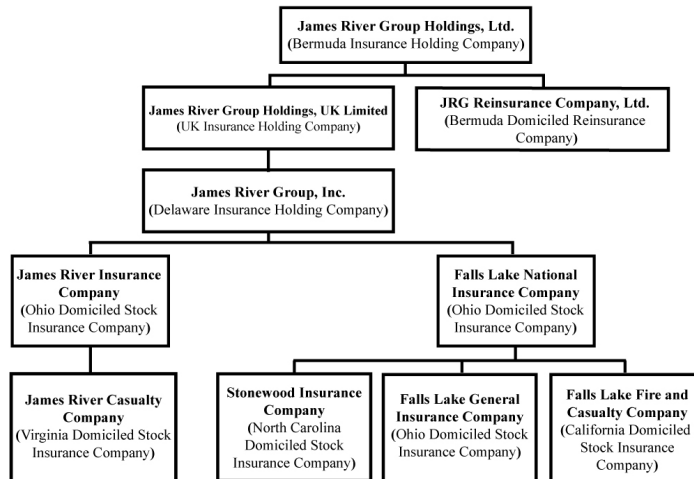 James River Group Holdings, Ltd.
(Bermuda Insurance Holding Company)
James River Group Holdings, UK Limited
(UK Insurance Holding Company)
JRG Reinsurance Company, Ltd.
(Bermuda Domiciled Reinsurance
Company)
James River Group, Inc.
(Delaware Insurance Holding Company)
James River Insurance
Company
(Ohio Domiciled Stock
Insurance Company)
Falls Lake National
Insurance Company
(Ohio Domiciled Stock
Insurance Company)
James River Casualty
Company
(Virginia Domiciled Stock
Insurance Company)
Stonewood Insurance
Company
(North Carolina
Domiciled Stock
Insurance Company)
Falls Lake General
Insurance Company
(Ohio Domiciled Stock
Insurance Company)
Falls Lake Fire and
Casualty Company
(California Domiciled
Stock Insurance
Company)